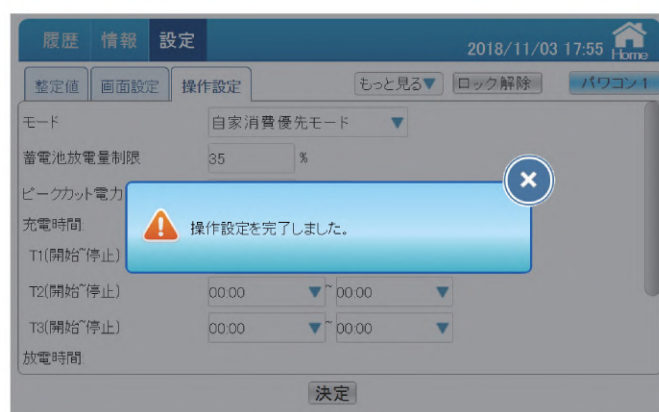 履歴 情報 設定
2018/11/03 17:55 Home
整定値 画面設定 操作設定 もっと見る▼ ロック解除 パワコン1
モード 自家消費優先モード ▼
蓄電池放電量制限 35 %
ピークカット電力
充電時間
操作設定を完了しました。
T1(開始~停止)
T2(開始~停止) 00:00 ▼ ~ 00:00 ▼
T3(開始~停止) 00:00 ▼ ~ 00:00 ▼
放電時間
決定